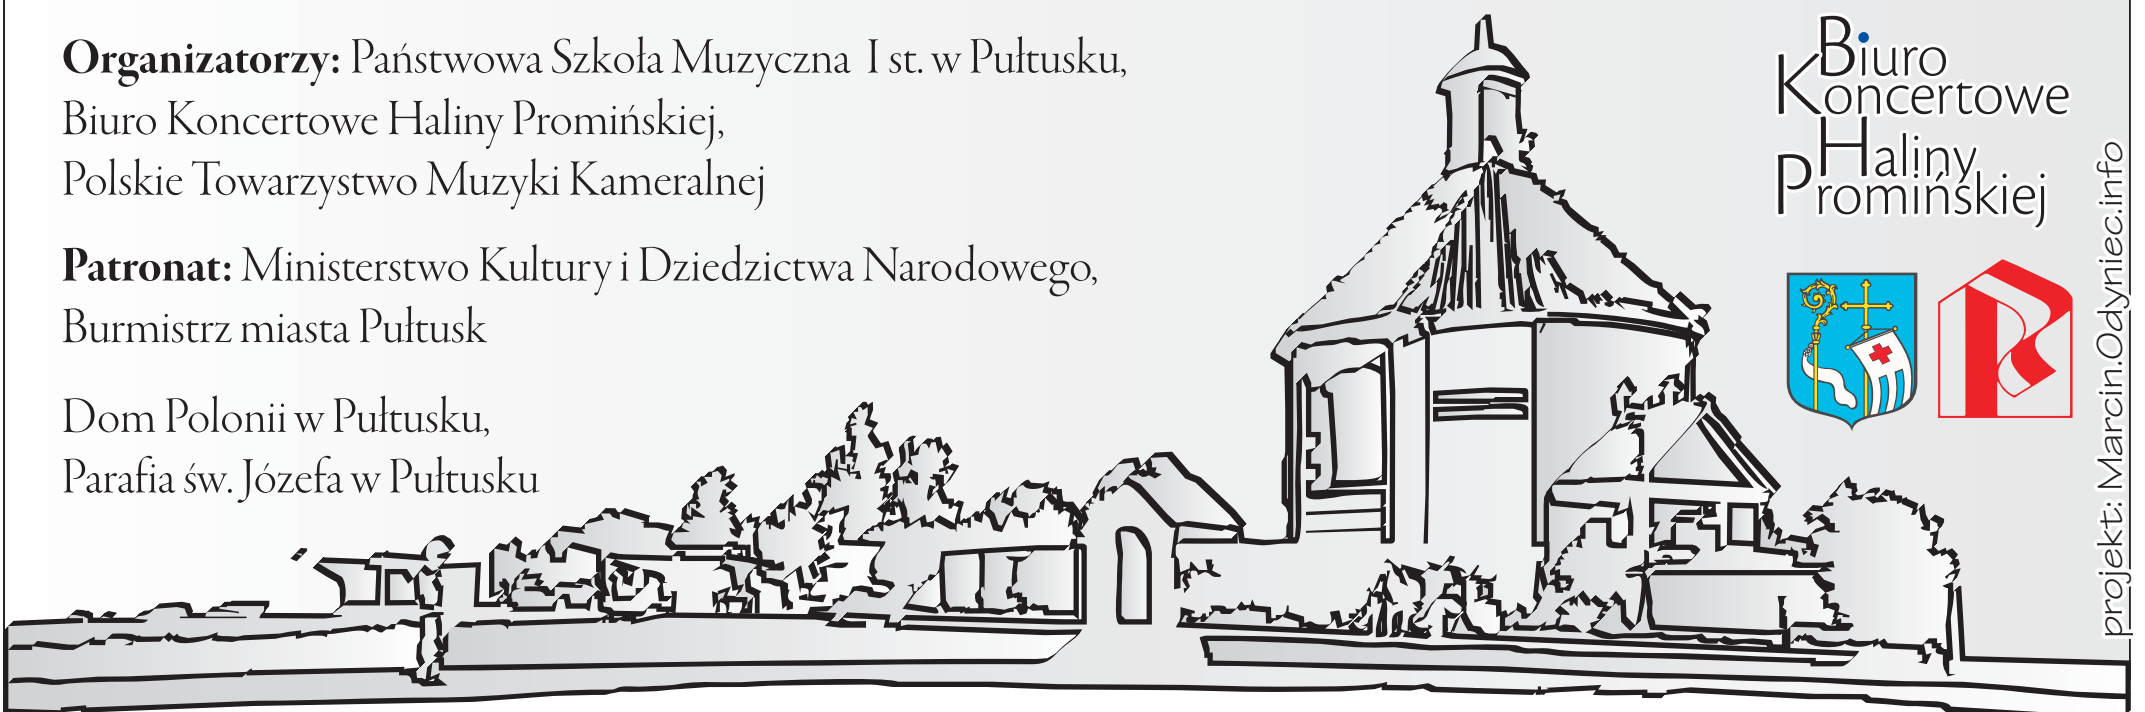 Organizatorzy: Państwowa Szkoła Muzyczna I st. w Pułtusku,
Biuro Koncertowe Haliny Promińskiej,
Polskie Towarzystwo Muzyki Kameralnej
Patronat: Ministerstwo Kultury i Dziedzictwa Narodowego,
Burmistrz miasta Pułtusk
Dom Polonii w Pułtusku,
Parafia św. Józefa w Pułtusku
Biuro
Koncertowe
Haliny
Promińskiej
projekt: Marcin.Odyniec.info